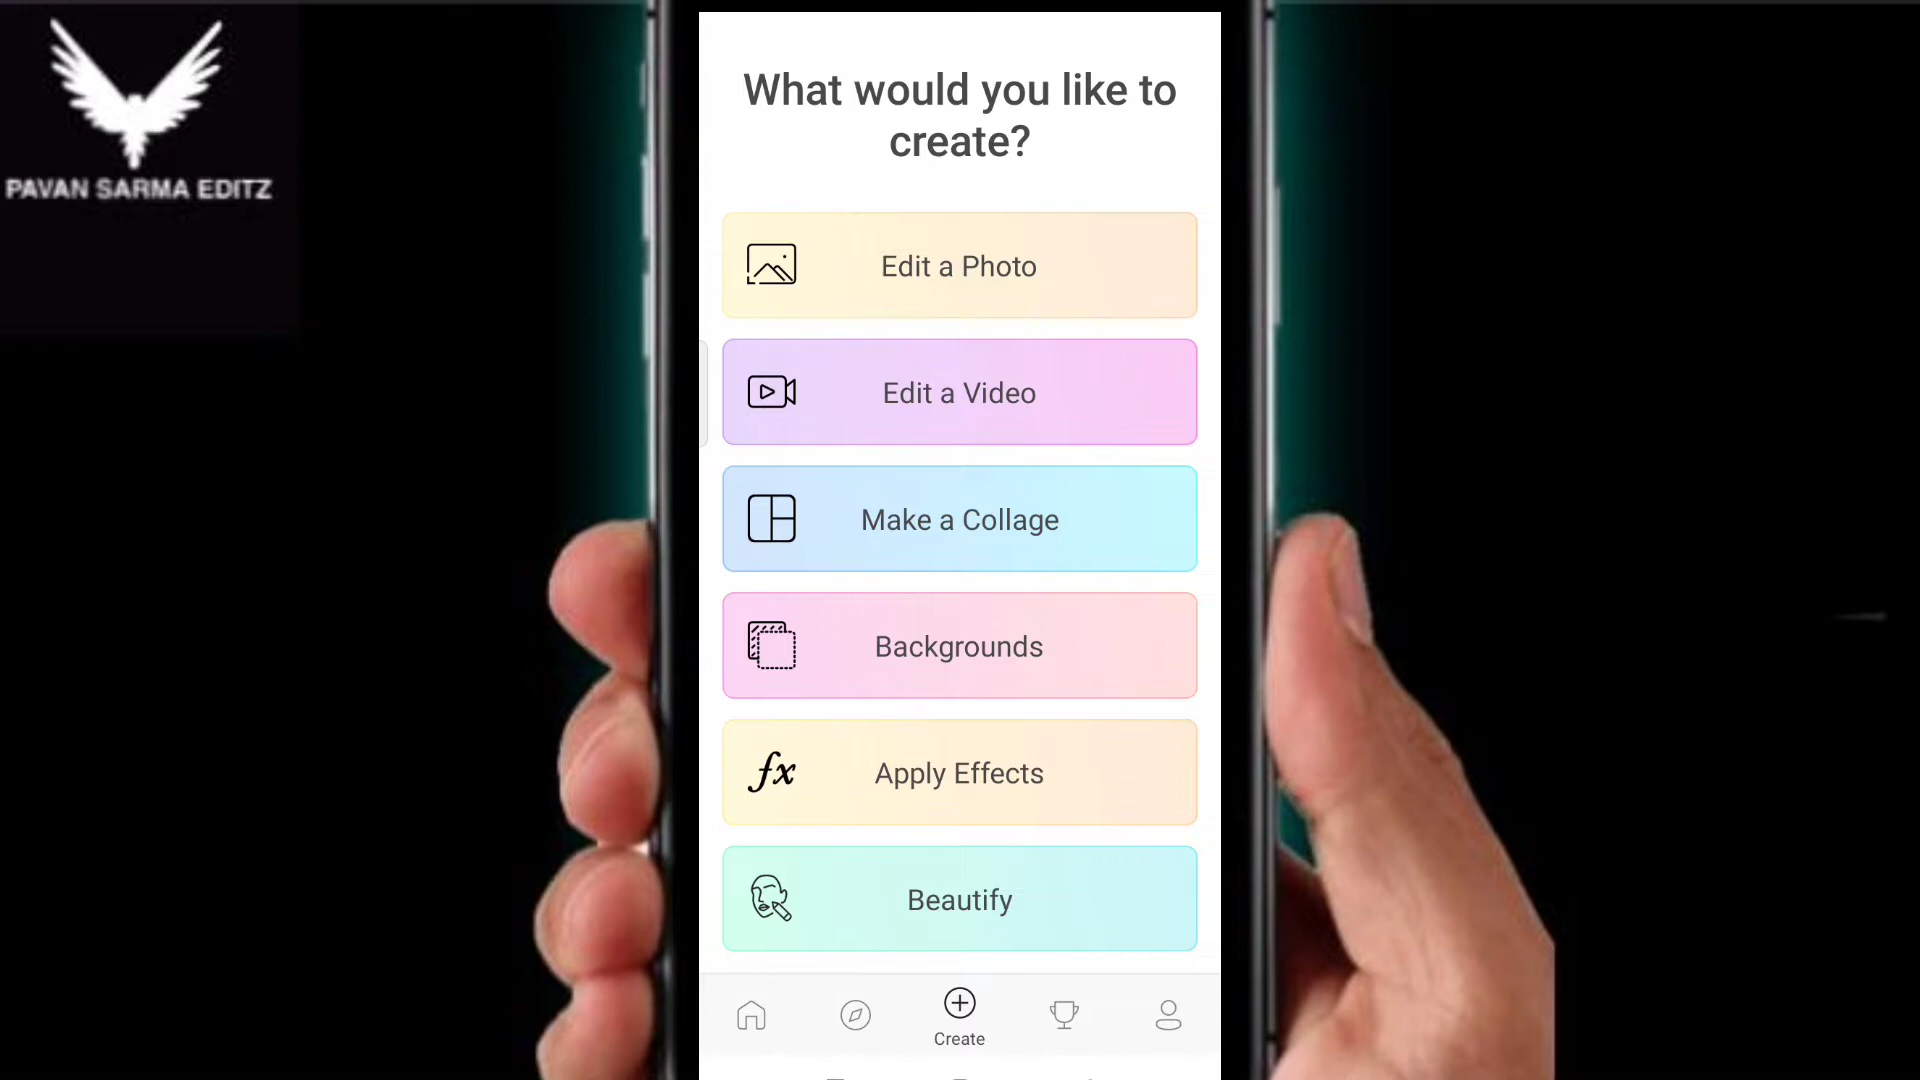 PAVAN SARMA EDITZ
What would you like to
create?
Edit a Photo
Edit a Video
Make a Collage
Backgrounds
fx
Apply Effects
Beautify
Create